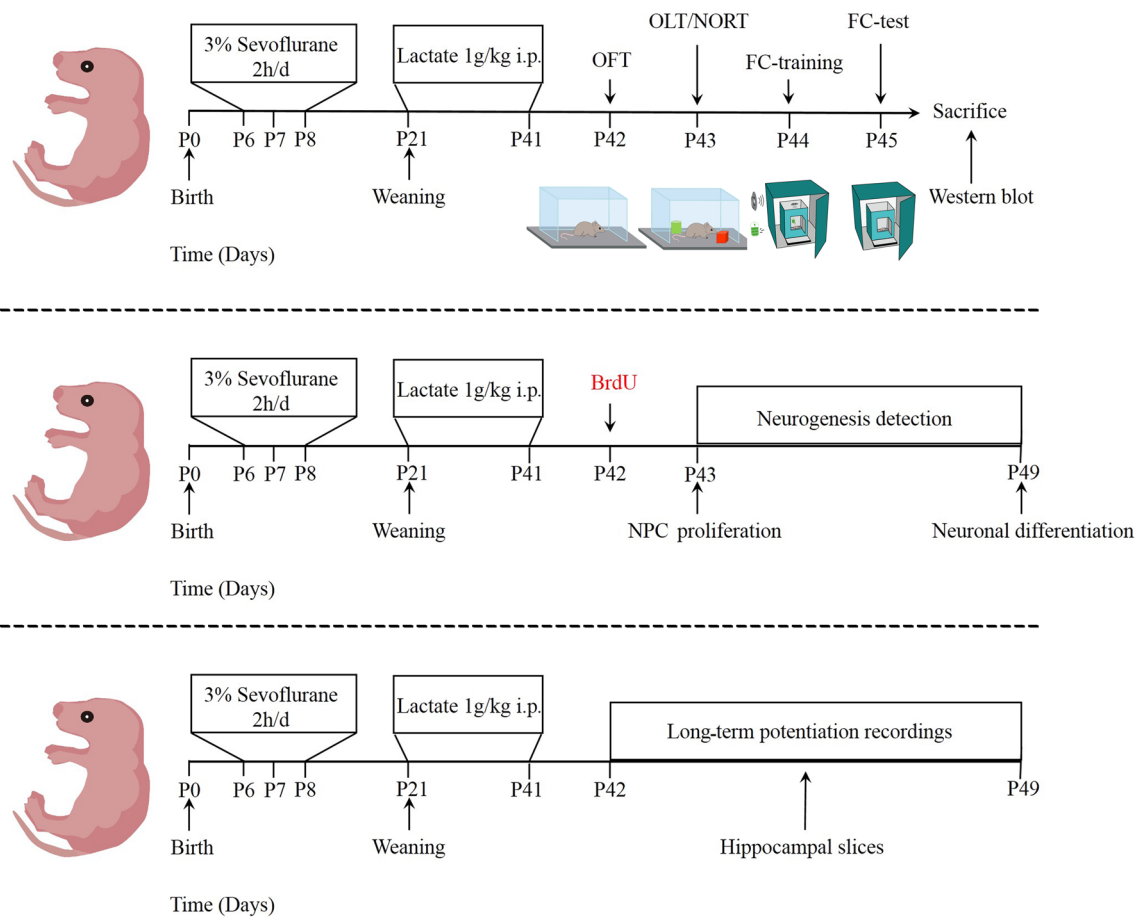 OLT/NORT
FC-test
3% Sevoflurane
2h/d
Lactate 1g/kg i.p.
OFT
FC-training
Sacrifice
P0
P6
P7
P8
P21
P41
P42
P43
P44
P45
Birth
Weaning
Western blot
Time (Days)
3% Sevoflurane
2h/d
Lactate 1g/kg i.p.
BrdU
Neurogenesis detection
P0
P6
P7
P8
P21
P41
P42
P43
P49
Birth
Weaning
NPC proliferation
Neuronal differentiation
Time (Days)
3% Sevoflurane
2h/d
Lactate 1g/kg i.p.
Long-term potentiation recordings
P0
P6
P7
P8
P21
P41
P42
P49
Birth
Weaning
Hippocampal slices
Time (Days)